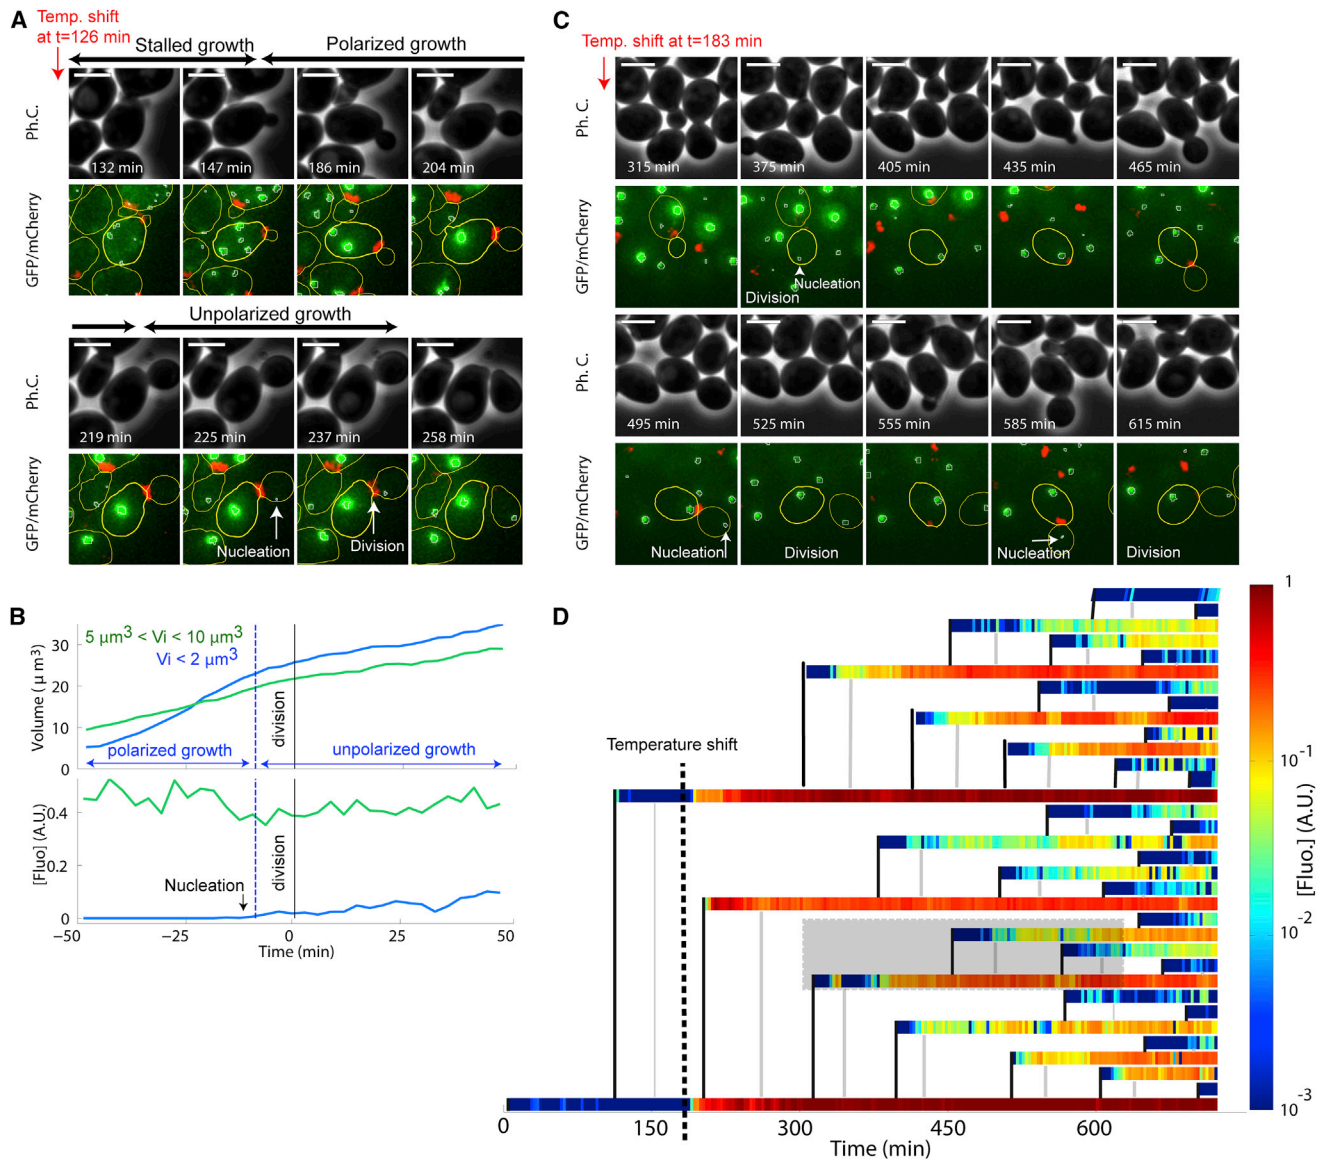 A
Temp. shift
at t=126 min
Stalled growth
Polarized growth
Ph.C.
132 min
147 min
186 min
204 min
GFP/mCherry
Unpolarized growth
Ph.C.
219 min
225 min
237 min
258 min
GFP/mCherry
Nucleation
Division
C
Temp. shift at t=183 min
Ph. C.
315 min
375 min
405 min
435 min
465 min
GFP/mCherry
Nucleation
Division
Ph. C.
495 min
525 min
555 min
585 min
615 min
GFP/mCherry
Nucleation
Division
Nucleation
Division
B
5 µm3 < Vi < 10 µm3
Vi < 2 µm3
Volume (µm3)
30
20
10
0
division
polarized growth
unpolarized growth
[Fluo] (A.U.)
0.4
0.2
0
Nucleation
division
−50
−25
0
25
50
Time (min)
D
Temperature shift
0
150
300
450
600
Time (min)
1
10-1
10-2
10-3
[Fluo.] (A.U.)